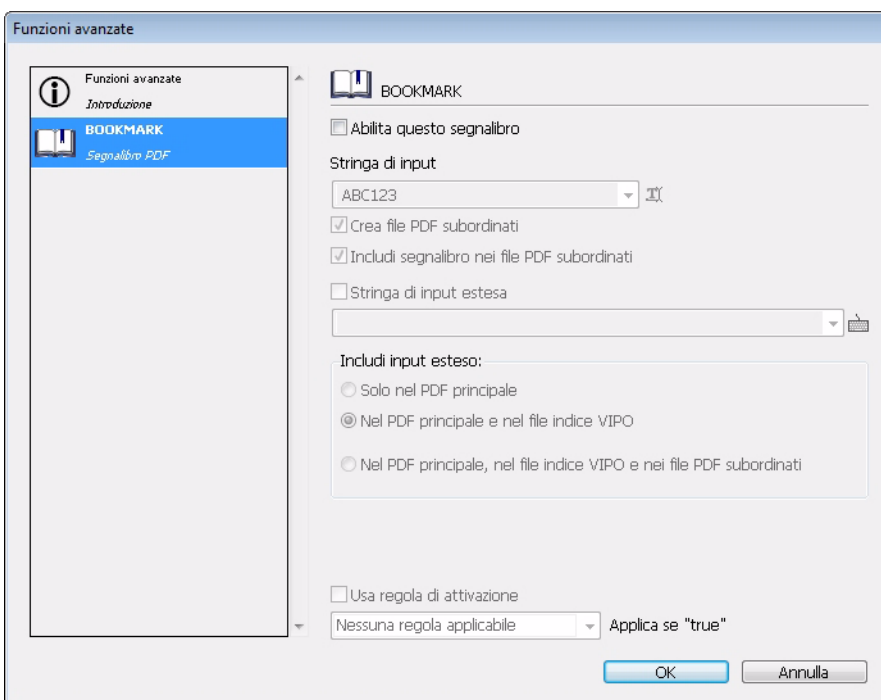 Funzioni avanzate
Funzioni avanzate
Introduzione
BOOKMARK
Segnalibro PDF
BOOKMARK
Abilita questo segnalibro
Stringa di input
ABC123
Crea file PDF subordinati
Includi segnalibro nei file PDF subordinati
Stringa di input estesa
Includi input esteso:
Solo nel PDF principale
Nel PDF principale e nel file indice VIPO
Nel PDF principale, nel file indice VIPO e nei file PDF subordinati
Usa regola di attivazione
Nessuna regola applicabile
Applica se "true"
OK
Annulla